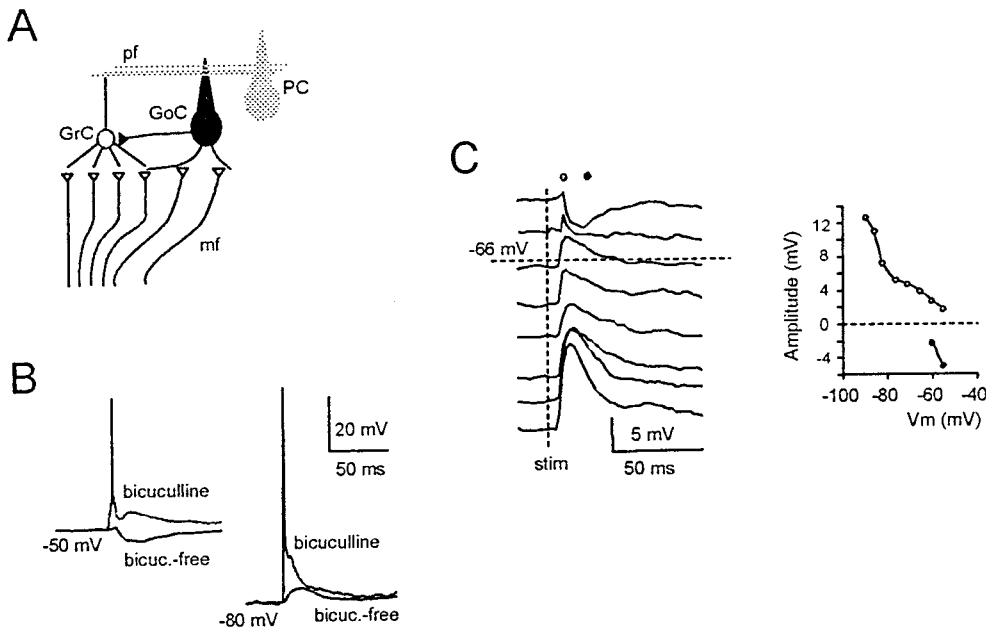 A
pf
PC
GoC
GrC
mf
B
20 mV
50 ms
bicuculline
-50 mV
bicuc.-free
bicuculline
-80 mV
bicuc.-free
C
-66 mV
stim
5 mV
50 ms
Amplitude (mV)
12
8
4
0
-4
-100 -80 -60 -40
Vm (mV)